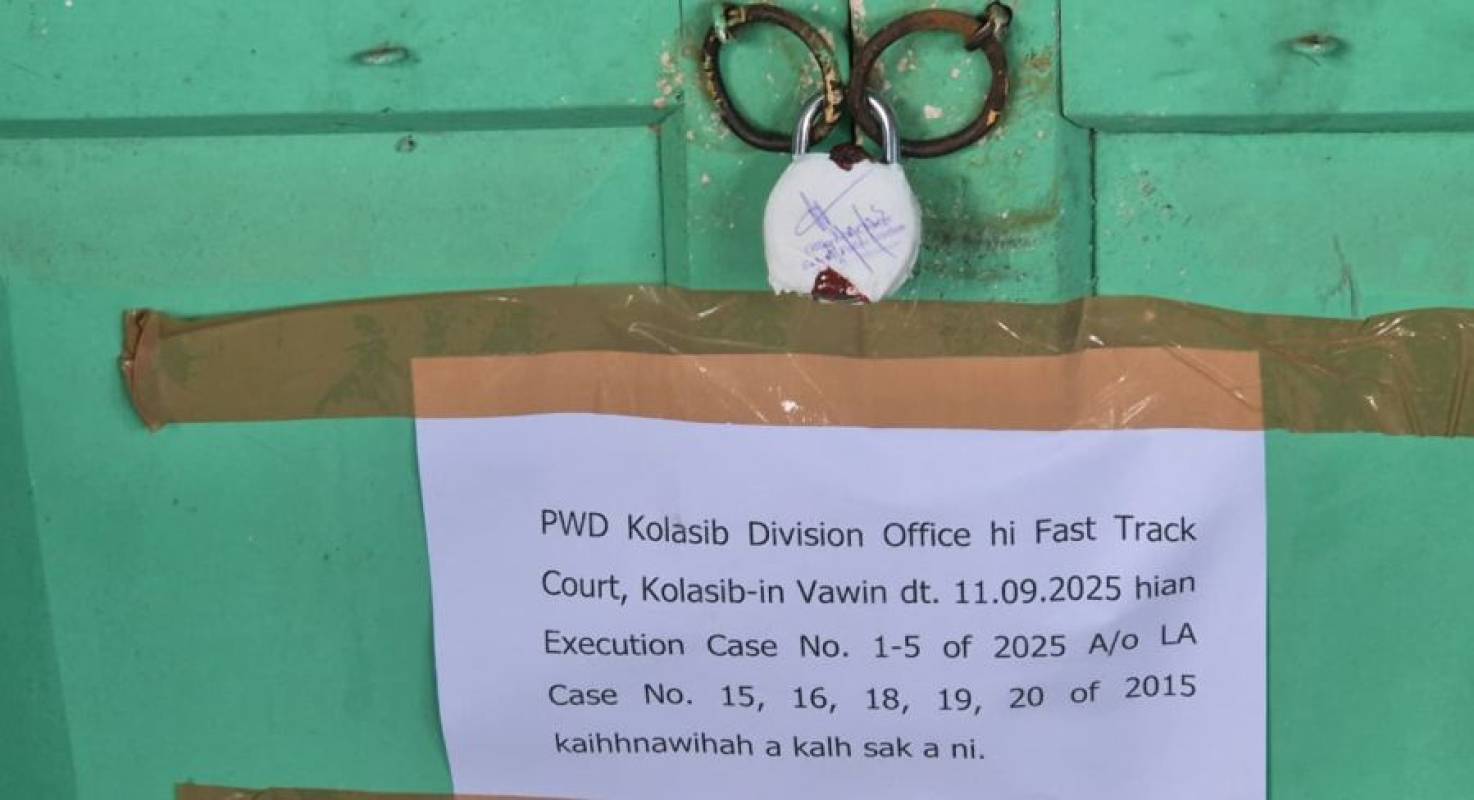 PWD Kolasib Division Office hi Fast Track
Court, Kolasib-in Vawin dt. 11.09.2025 hian
Execution Case No. 1-5 of 2025 A/o LA
Case No. 15, 16, 18, 19, 20 of 2015
kaihhnawihah a kalh sak a ni.